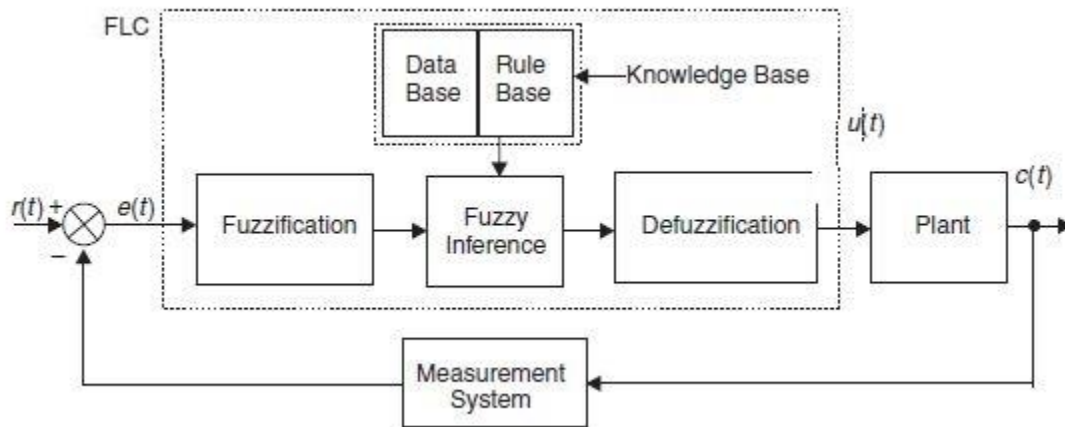 FLC
Data
Base
Rule
Base
Knowledge Base
u(t)
r(t)
+
−
e(t)
Fuzzification
Fuzzy
Inference
Defuzzification
Plant
c(t)
Measurement
System